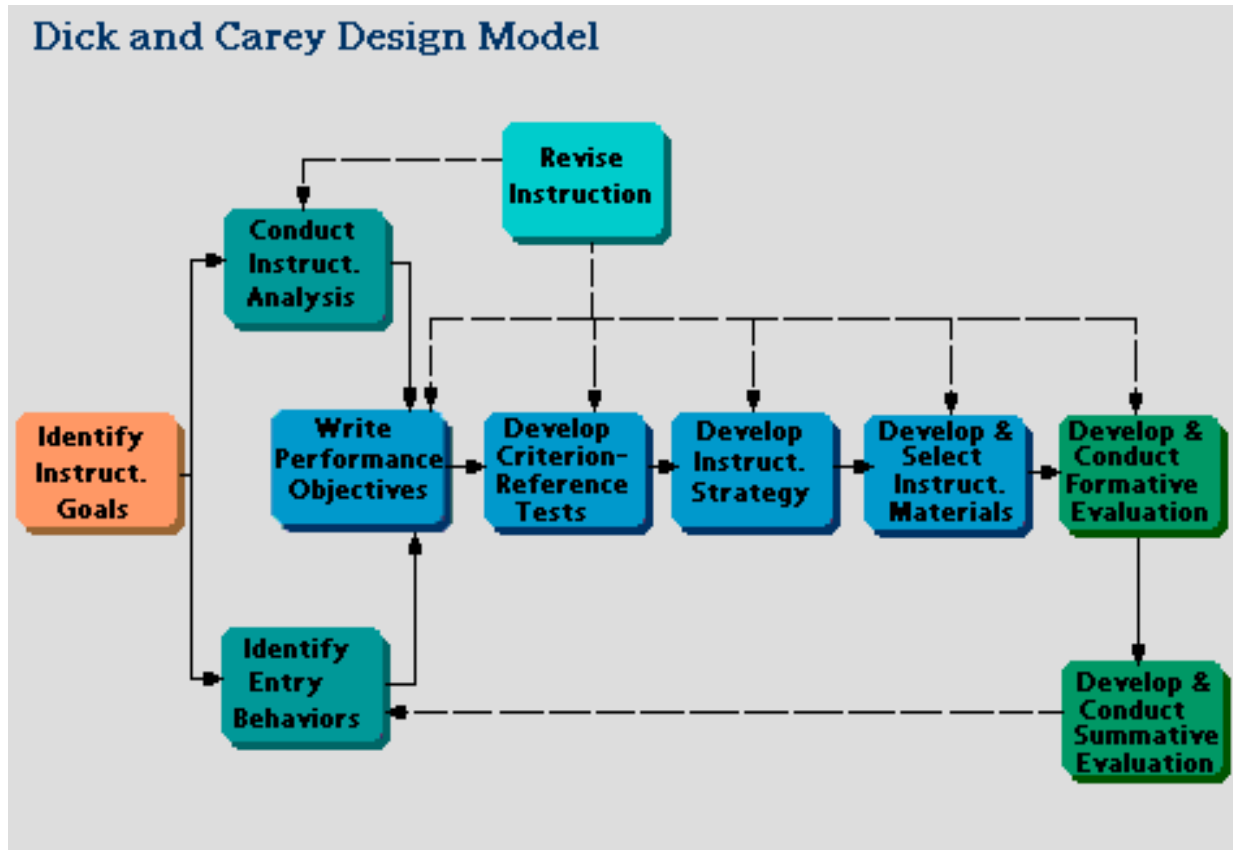 Dick and Carey Design Model
Revise
Instruction
Conduct
Instruct.
Analysis
Identify
Instruct.
Goals
Write
Performance
Objectives
Develop
Criterion-
Reference
Tests
Develop
Instruct.
Strategy
Develop &
Select
Instruct.
Materials
Develop &
Conduct
Formative
Evaluation
Identify
Entry
Behaviors
Develop &
Conduct
Summative
Evaluation